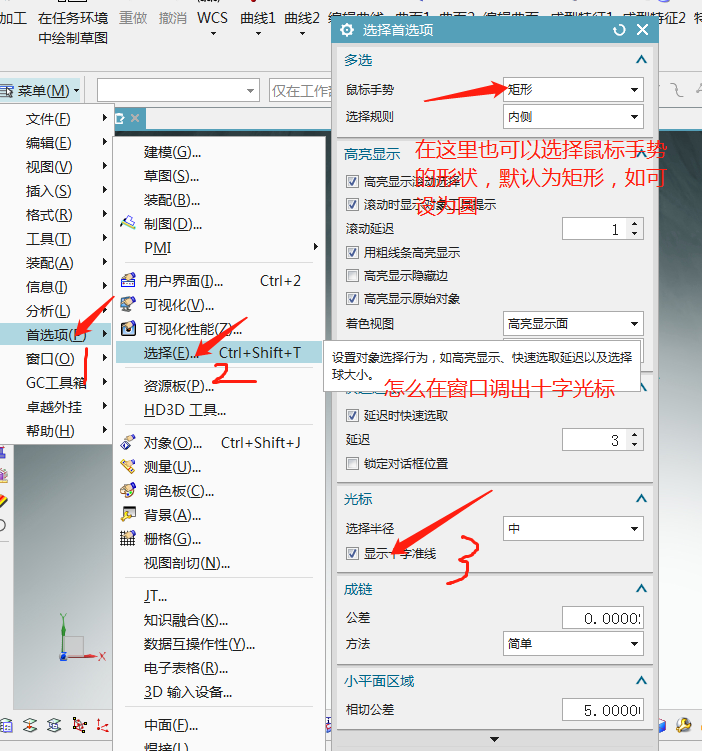 加工 在任务环境中绘制草图 重做 撤消 WCS 曲线1 曲线2
菜单(M)
仅在工作
文件(F)
编辑(E)
视图(V)
插入(S)
格式(R)
工具(T)
装配(A)
信息(I)
分析(L)
首选项(P)
窗口(O)
GC工具箱
卓越外挂
帮助(H)
1
建模(G)...
草图(S)...
装配(B)...
制图(D)...
PMI
用户界面(I)... Ctrl+2
可视化(V)...
可视化性能(Z)...
选择(E)... Ctrl+Shift+T
2
资源板(P)...
HD3D 工具...
对象(O)... Ctrl+Shift+J
测量(U)...
调色板(C)...
背景(A)...
栅格(G)...
视图剖切(N)...
JT...
知识融合(K)...
数据互操作性(Y)...
电子表格(R)...
3D 输入设备...
中面(F)...
焊接(L)
选择首选项
多选
鼠标手势 矩形
选择规则 内侧
高亮显示
在这里也可以选择鼠标手势
的形状，默认为矩形，如可
设为圆
高亮显示滚动选择
滚动延迟 1
用粗线条高亮显示
高亮显示隐藏边
高亮显示原始对象
着色视图 高亮显示面
设置对象选择行为，如高亮显示、快速选取延迟以及选择
球大小。
怎么在窗口调出十字光标
延迟时快速选取
延迟 3
锁定对话框位置
光标
选择半径 中
显示十字准线
3
成链
公差 0.0000
方法 简单
小平面区域
相切公差 5.0000
Y
X